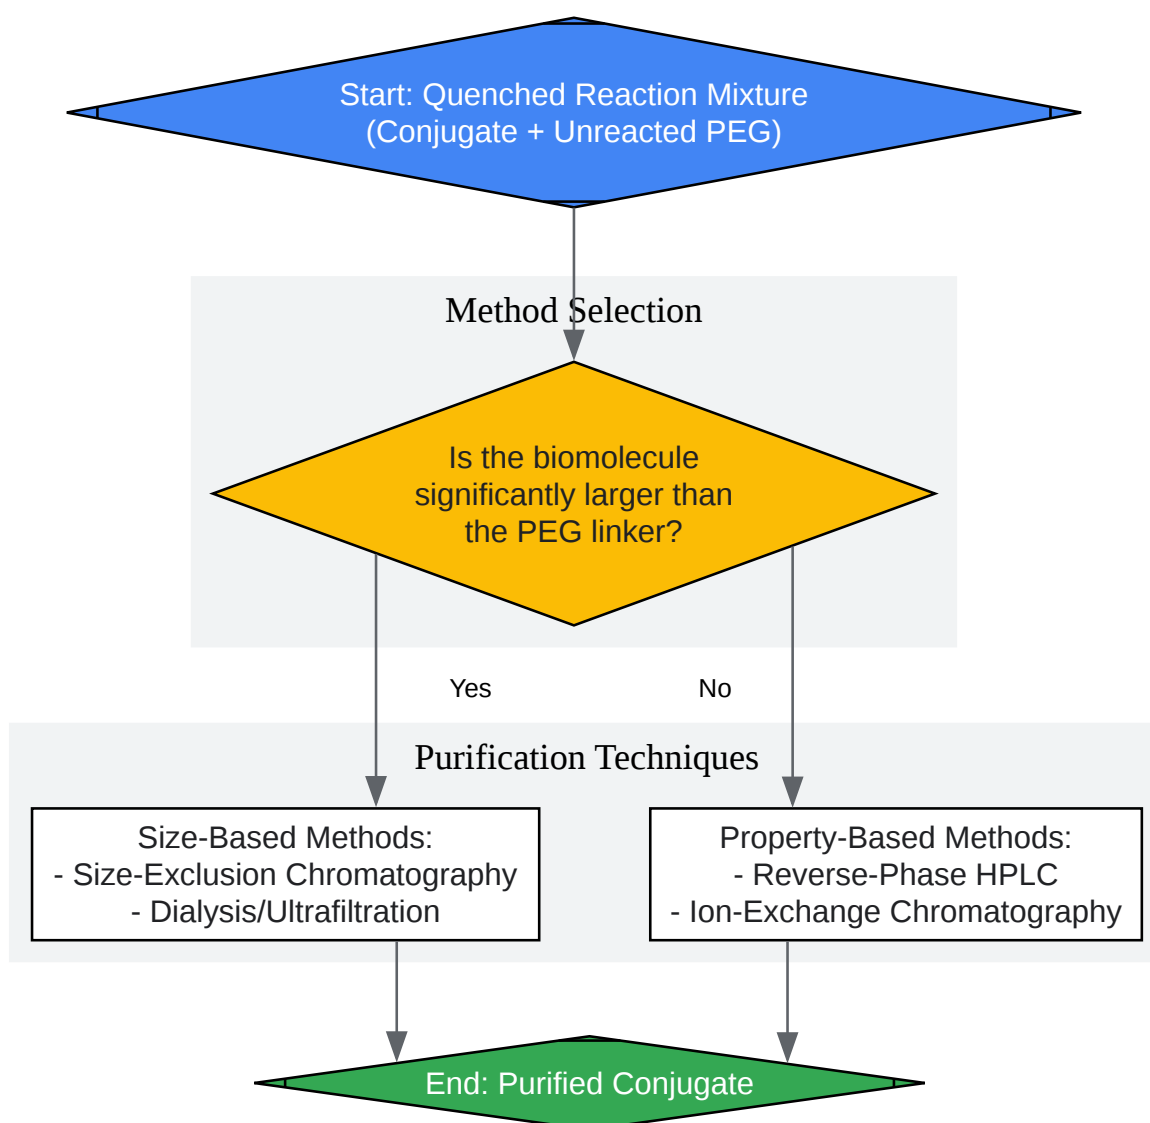 Start: Quenched Reaction Mixture
(Conjugate + Unreacted PEG)
Method Selection
Is the biomolecule
significantly larger than
the PEG linker?
Yes
No
Purification Techniques
Size-Based Methods:
- Size-Exclusion Chromatography
- Dialysis/Ultrafiltration
Property-Based Methods:
- Reverse-Phase HPLC
- Ion-Exchange Chromatography
End: Purified Conjugate